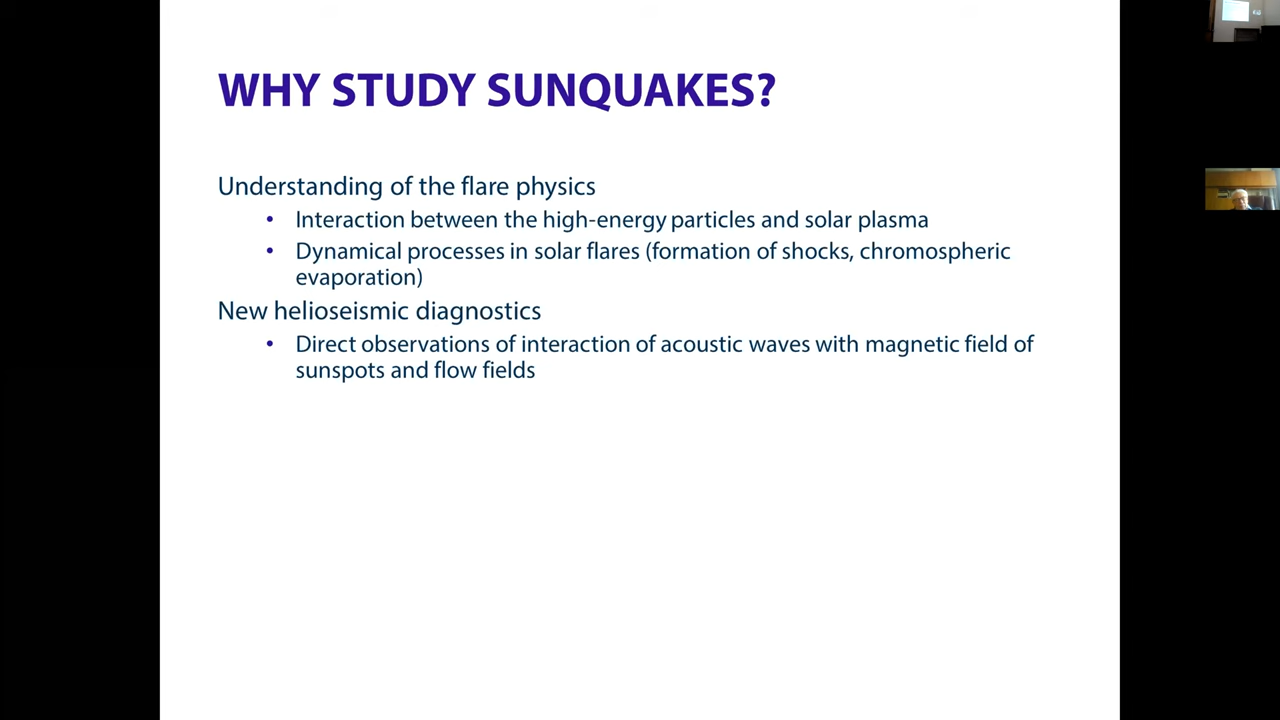 WHY STUDY SUNQUAKES?
Understanding of the flare physics
• Interaction between the high-energy particles and solar plasma
• Dynamical processes in solar flares (formation of shocks, chromospheric
evaporation)
New helioseismic diagnostics
• Direct observations of interaction of acoustic waves with magnetic field of
sunspots and flow fields